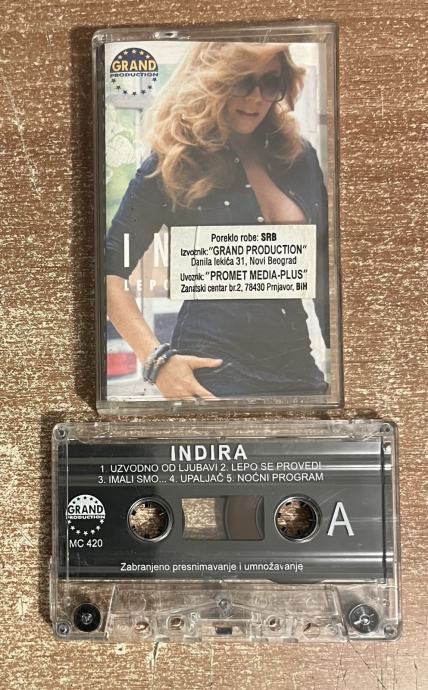 GRAND
PRODUCTION
IN
LEPO
Poreklo robe: SRB
Izvoznik:"GRAND PRODUCTION"
Danila lekića 31, Novi Beograd
Uvoznik: "PROMET MEDIA-PLUS"
Zanatski centar br.2, 78430 Prnjavor, BiH
INDIRA
1. UZVODNO OD LJUBAVI 2. LEPO SE PROVEDI
3. IMALI SMO... 4. UPALJAČ 5. NOĆNI PROGRAM
GRAND
PRODUCTION
MC 420
A
Zabranjeno presnimavanje i umnožavanje